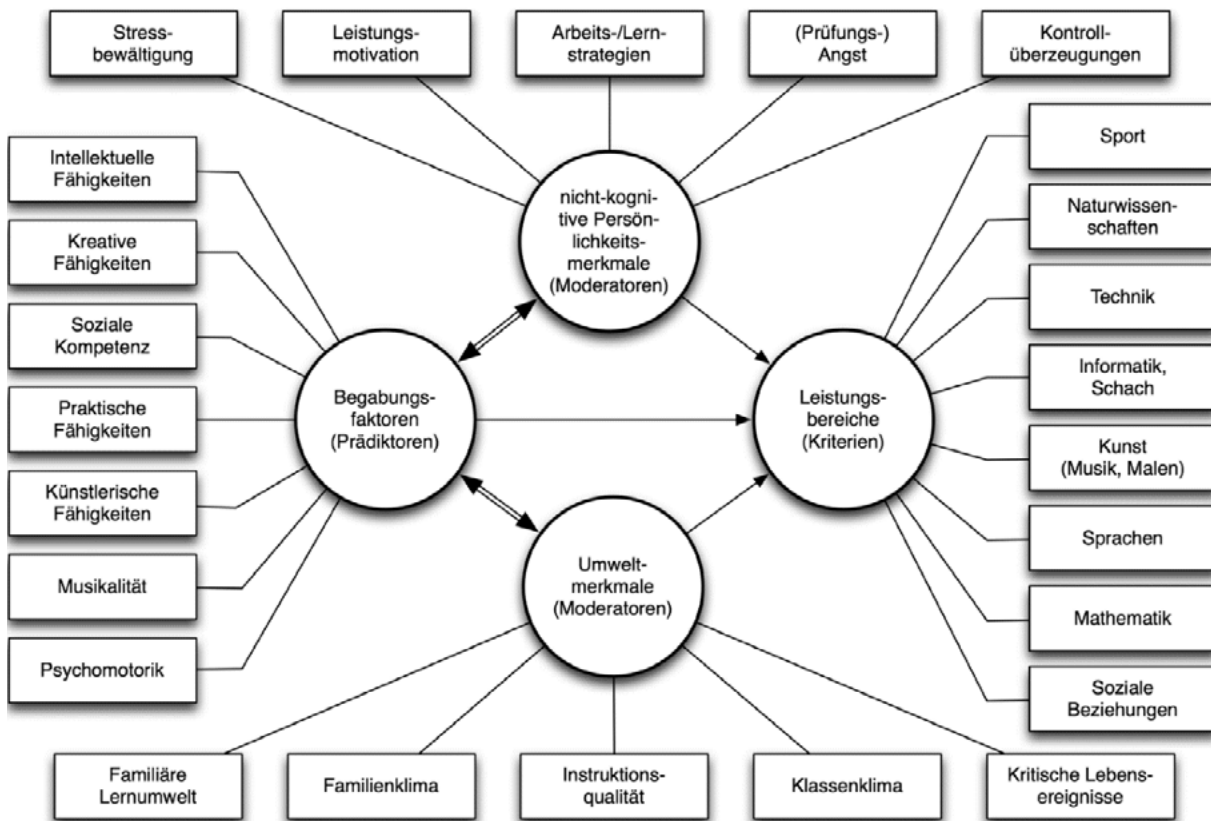 Stress-
bewältigung
Leistungs-
motivation
Arbeits-/Lern-
strategien
(Prüfungs-)
Angst
Kontroll-
überzeugungen
Intellektuelle
Fähigkeiten
Kreative
Fähigkeiten
Soziale
Kompetenz
Praktische
Fähigkeiten
Künstlerische
Fähigkeiten
Musikalität
Psychomotorik
nicht-kogni-
tive Persön-
lichkeits-
merkmale
(Moderatoren)
Begabungs-
faktoren
(Prädiktoren)
Leistungs-
bereiche
(Kriterien)
Umwelt-
merkmale
(Moderatoren)
Sport
Naturwissen-
schaften
Technik
Informatik,
Schach
Kunst
(Musik, Malen)
Sprachen
Mathematik
Soziale
Beziehungen
Familiäre
Lernumwelt
Familienklima
Instruktions-
qualität
Klassenklima
Kritische Lebens-
ereignisse